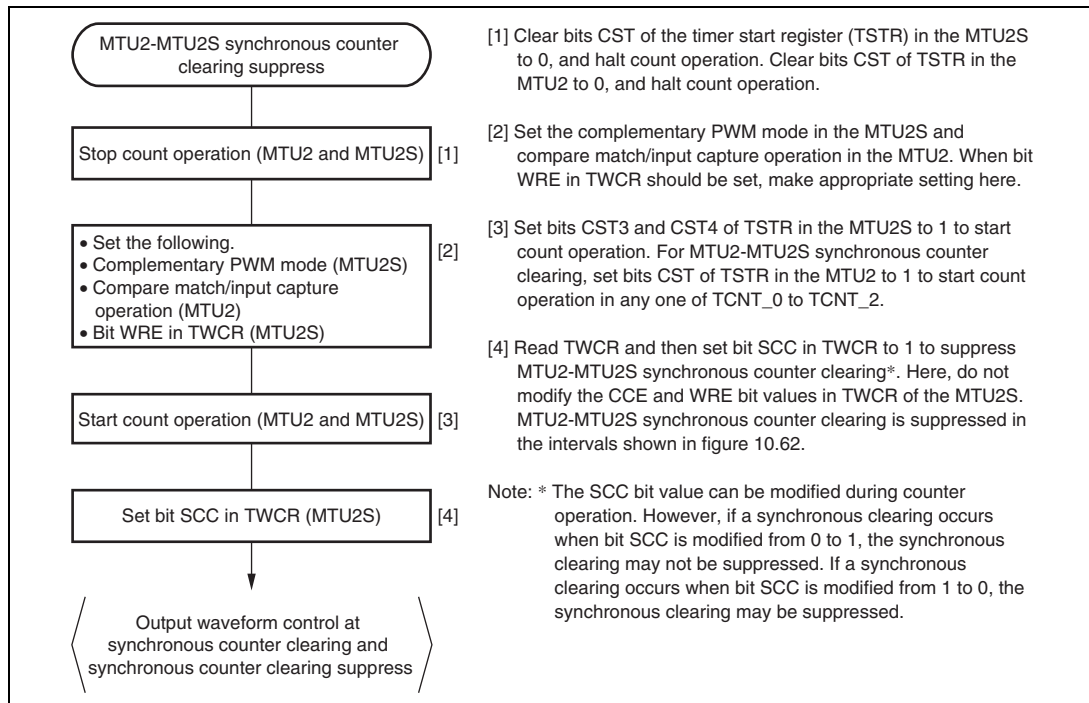 MTU2-MTU2S synchronous counter
clearing suppress
Stop count operation (MTU2 and MTU2S)
[1]
• Set the following.
• Complementary PWM mode (MTU2S)
• Compare match/input capture
operation (MTU2)
• Bit WRE in TWCR (MTU2S)
[2]
Start count operation (MTU2 and MTU2S)
[3]
Set bit SCC in TWCR (MTU2S)
[4]
Output waveform control at
synchronous counter clearing and
synchronous counter clearing suppress
[1] Clear bits CST of the timer start register (TSTR) in the MTU2S
to 0, and halt count operation. Clear bits CST of TSTR in the
MTU2 to 0, and halt count operation.
[2] Set the complementary PWM mode in the MTU2S and
compare match/input capture operation in the MTU2. When bit
WRE in TWCR should be set, make appropriate setting here.
[3] Set bits CST3 and CST4 of TSTR in the MTU2S to 1 to start
count operation. For MTU2-MTU2S synchronous counter
clearing, set bits CST of TSTR in the MTU2 to 1 to start count
operation in any one of TCNT_0 to TCNT_2.
[4] Read TWCR and then set bit SCC in TWCR to 1 to suppress
MTU2-MTU2S synchronous counter clearing*. Here, do not
modify the CCE and WRE bit values in TWCR of the MTU2S.
MTU2-MTU2S synchronous counter clearing is suppressed in
the intervals shown in figure 10.62.
Note: * The SCC bit value can be modified during counter
operation. However, if a synchronous clearing occurs
when bit SCC is modified from 0 to 1, the synchronous
clearing may not be suppressed. If a synchronous
clearing occurs when bit SCC is modified from 1 to 0, the
synchronous clearing may be suppressed.